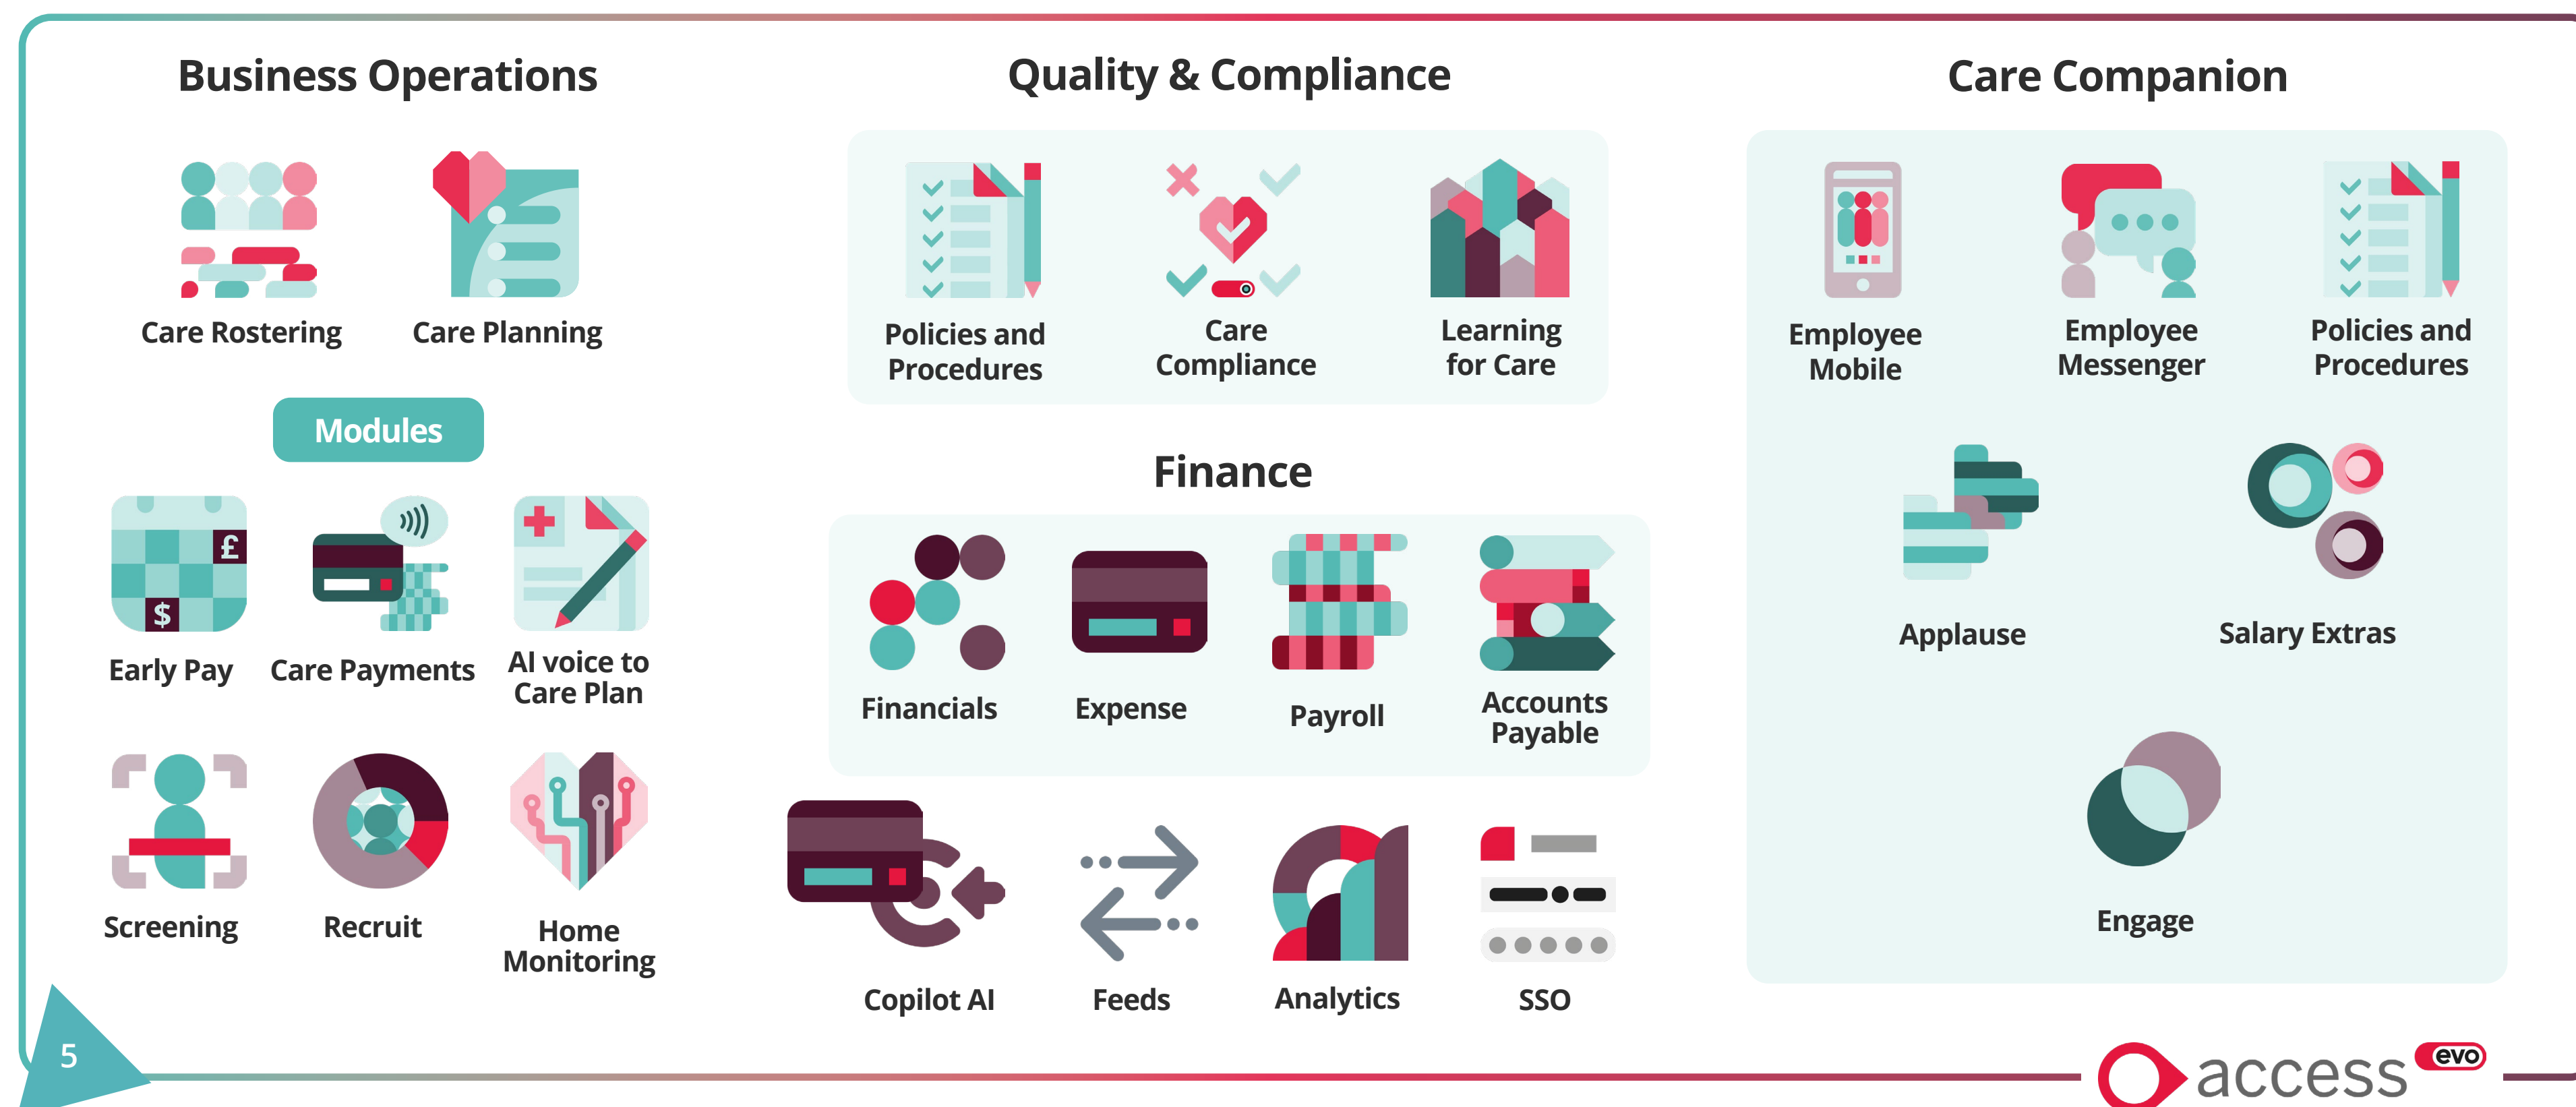 Business Operations
Care Rostering
Care Planning
Modules
£
$
Early Pay
Care Payments
AI voice to
Care Plan
Screening
Recruit
Home
Monitoring
Quality & Compliance
Policies and
Procedures
Care
Compliance
Learning
for Care
Finance
Financials
Expense
Payroll
Accounts
Payable
Copilot AI
Feeds
Analytics
SSO
Care Companion
Employee
Mobile
Employee
Messenger
Policies and
Procedures
Applause
Salary Extras
Engage
5
access evo